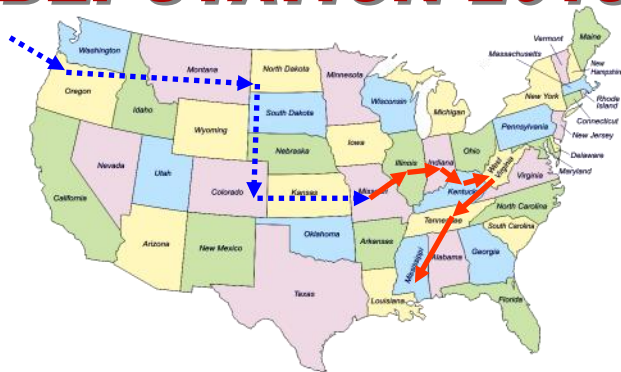 Washington
Montana
North Dakota
Minnesota
Vermont
Maine
Massachusetts
New
Hampshire
Oregon
Idaho
Wyoming
South Dakota
Wisconsin
Michigan
New York
Rhode
Island
Connecticut
New Jersey
Delaware
Maryland
Pennsylvania
Iowa
Nebraska
Illinois
Indiana
Ohio
West
Virginia
Virginia
Nevada
Utah
Colorado
Kansas
Missouri
Kentucky
California
North Carolina
Tennessee
South Carolina
Arizona
New Mexico
Oklahoma
Arkansas
Mississippi
Alabama
Georgia
Texas
Louisiana
Florida